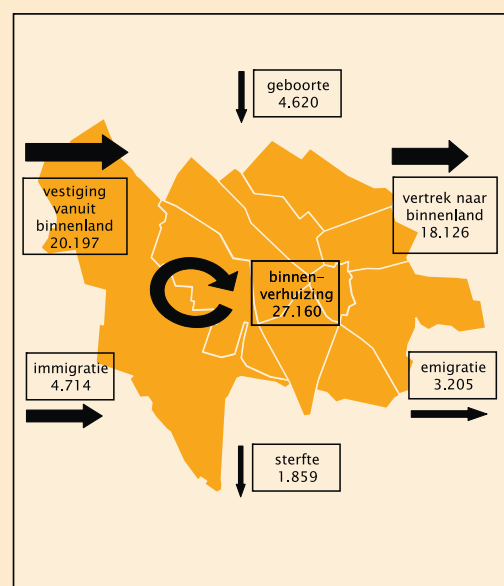 geboorte
4.620
vestiging
vanuit
binnenland
20.197
vertrek naar
binnenland
18.126
binnen-
verhuizing
27.160
immigratie
4.714
emigratie
3.205
sterfte
1.859